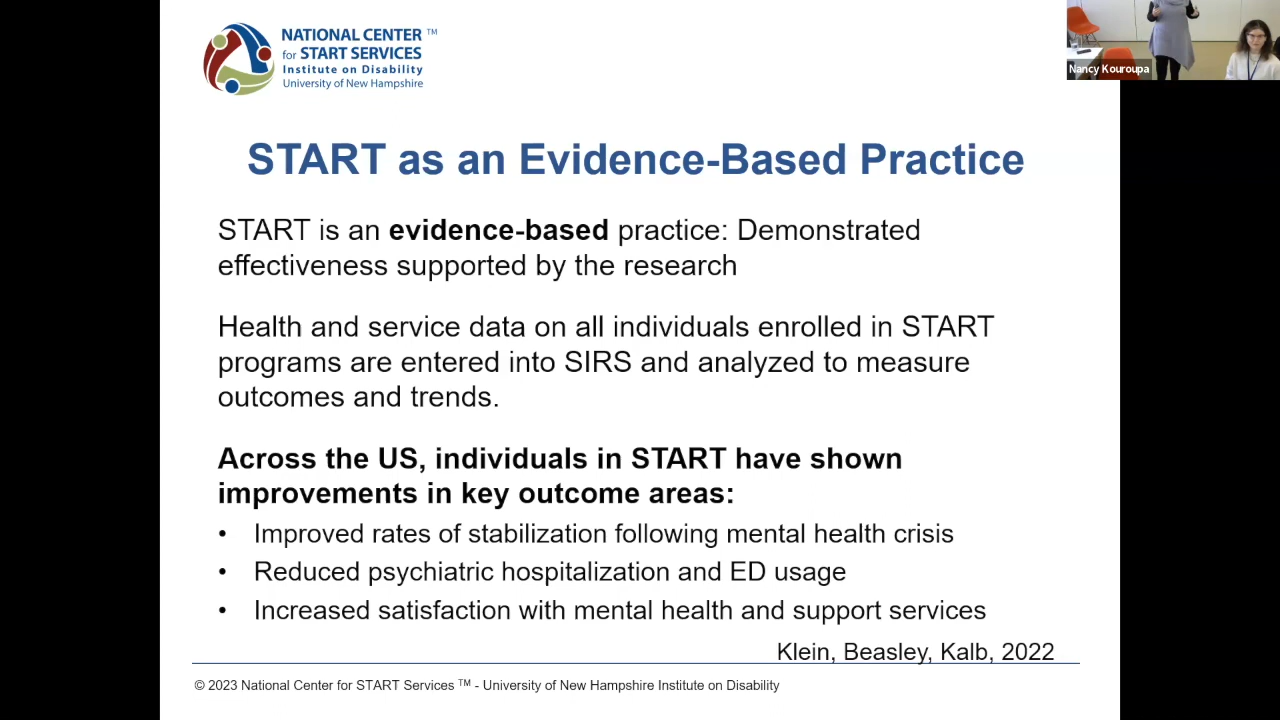 NATIONAL CENTER TM
for START SERVICES
Institute on Disability
University of New Hampshire
Nancy Kouroupa
START as an Evidence-Based Practice
START is an evidence-based practice: Demonstrated
effectiveness supported by the research
Health and service data on all individuals enrolled in START
programs are entered into SIRS and analyzed to measure
outcomes and trends.
Across the US, individuals in START have shown
improvements in key outcome areas:
• Improved rates of stabilization following mental health crisis
• Reduced psychiatric hospitalization and ED usage
• Increased satisfaction with mental health and support services
Klein, Beasley, Kalb, 2022
© 2023 National Center for START Services TM - University of New Hampshire Institute on Disability